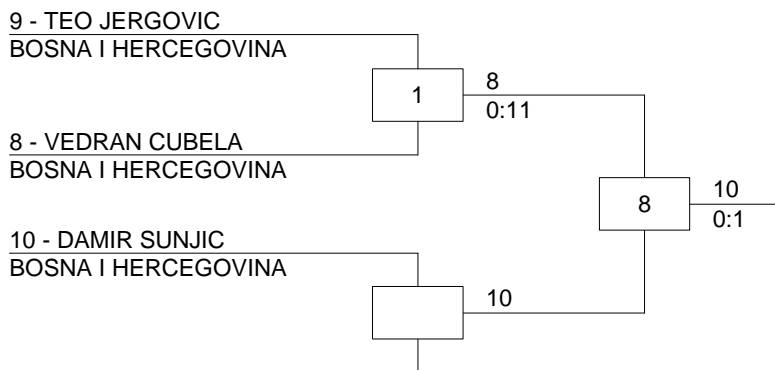 9 - TEO JERGOVIC
BOSNA I HERCEGOVINA
1
8
0:11
8 - VEDRAN CUBELA
BOSNA I HERCEGOVINA
8
10
0:1
10 - DAMIR SUNJIC
BOSNA I HERCEGOVINA
10